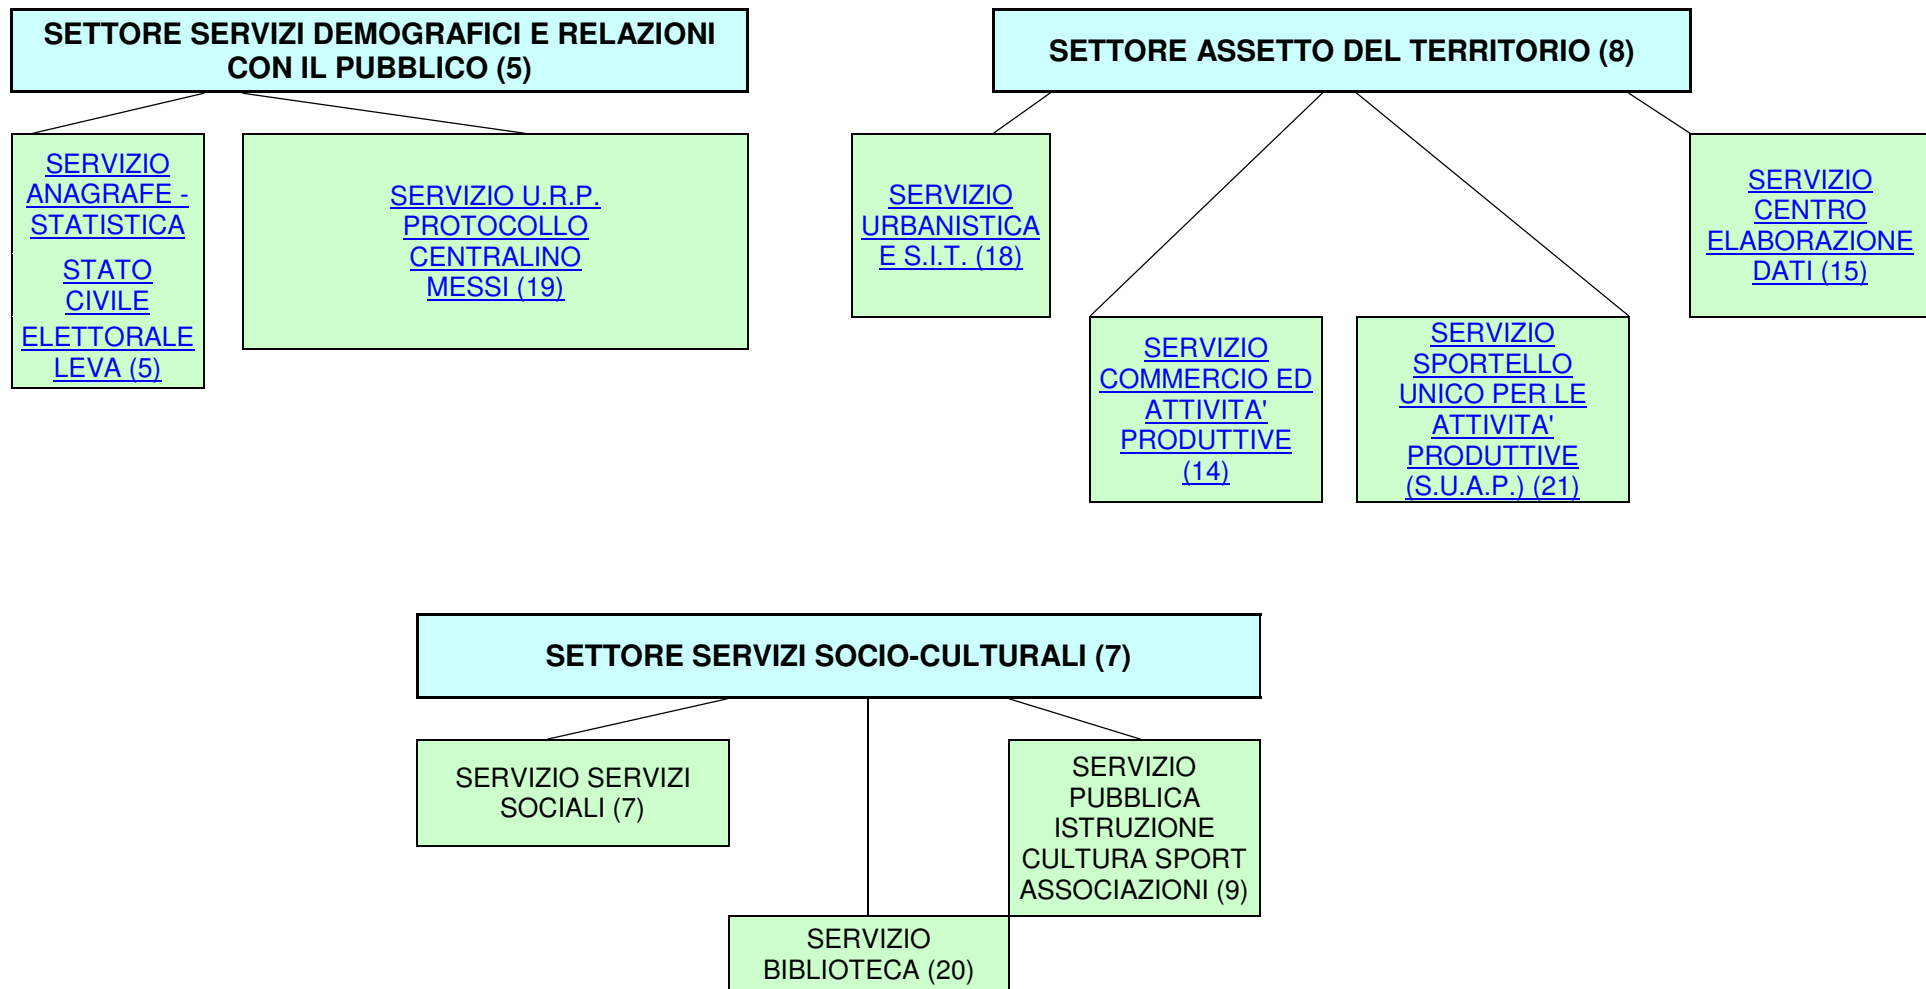 SETTORE SERVIZI DEMOGRAFICI E RELAZIONI
CON IL PUBBLICO (5)
SERVIZIO
ANAGRAFE -
STATISTICA
STATO
CIVILE
ELETTORALE
LEVA (5)
SERVIZIO U.R.P.
PROTOCOLLO
CENTRALINO
MESSI (19)
SETTORE ASSETTO DEL TERRITORIO (8)
SERVIZIO
URBANISTICA
E S.I.T. (18)
SERVIZIO
COMMERCIO ED
ATTIVITA'
PRODUTTIVE
(14)
SERVIZIO
SPORTELLO
UNICO PER LE
ATTIVITA'
PRODUTTIVE
(S.U.A.P.) (21)
SERVIZIO
CENTRO
ELABORAZIONE
DATI (15)
SETTORE SERVIZI SOCIO-CULTURALI (7)
SERVIZIO SERVIZI
SOCIALI (7)
SERVIZIO
BIBLIOTECA (20)
SERVIZIO
PUBBLICA
ISTRUZIONE
CULTURA SPORT
ASSOCIAZIONI (9)